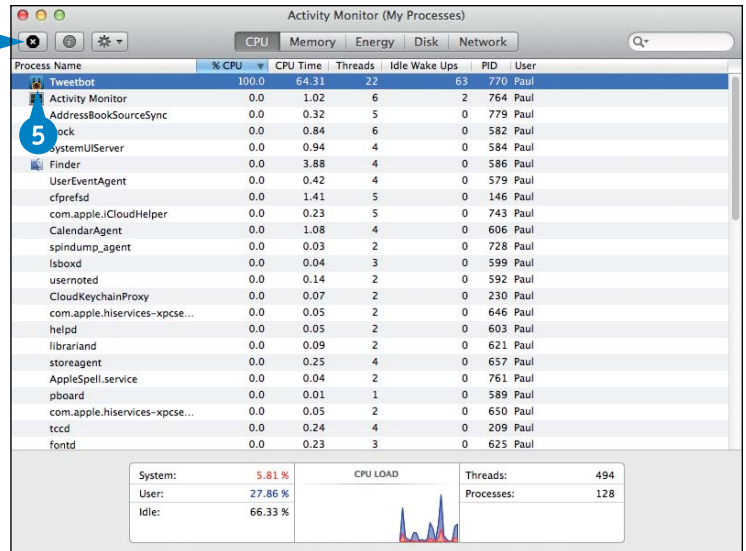 Activity Monitor (My Processes)
CPU Memory Energy Disk Network
Process Name % CPU CPU Time Threads Idle Wake Ups PID User
Tweetbot 100.0 64.31 22 63 770 Paul
Activity Monitor 0.0 1.02 6 2 764 Paul
AddressBookSourceSync 0.0 0.32 5 0 779 Paul
5
ock 0.0 0.84 6 0 582 Paul
SystemUIServer 0.0 0.94 4 0 584 Paul
Finder 0.0 3.88 4 0 586 Paul
UserEventAgent 0.0 0.42 4 0 579 Paul
cfprefsd 0.0 1.41 5 0 146 Paul
com.apple.iCloudHelper 0.0 0.23 5 0 743 Paul
CalendarAgent 0.0 1.08 4 0 606 Paul
spindump_agent 0.0 0.03 2 0 728 Paul
lsboxd 0.0 0.04 3 0 599 Paul
usernoted 0.0 0.14 2 0 592 Paul
CloudKeychainProxy 0.0 0.07 2 0 230 Paul
com.apple.hiservices-xpcse... 0.0 0.05 2 0 646 Paul
helpd 0.0 0.05 2 0 603 Paul
librariand 0.0 0.09 2 0 621 Paul
storeagent 0.0 0.25 4 0 657 Paul
AppleSpell.service 0.0 0.04 2 0 761 Paul
pboard 0.0 0.01 1 0 589 Paul
com.apple.hiservices-xpcse... 0.0 0.05 2 0 650 Paul
tccd 0.0 0.24 4 0 209 Paul
fontd 0.0 0.23 3 0 625 Paul
System: 5.81 % CPU LOAD Threads: 494
User: 27.86 % Processes: 128
Idle: 66.33 %